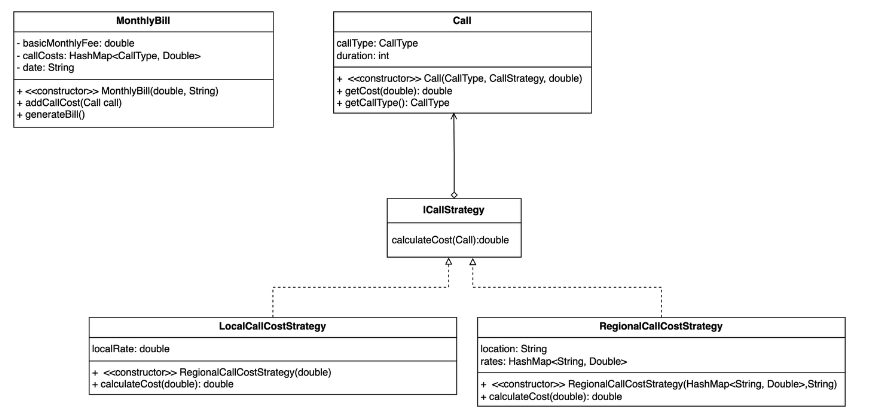 MonthlyBill
- basicMonthlyFee: double
- callCosts: HashMap<CallType, Double>
- date: String
+ <<constructor>> MonthlyBill(double, String)
+ addCallCost(Call call)
+ generateBill()
Call
callType: CallType
duration: int
+ <<constructor>> Call(CallType, CallStrategy, double)
+ getCost(double): double
+ getCallType(): CallType
ICallStrategy
calculateCost(Call):double
LocalCallCostStrategy
localRate: double
+ <<constructor>> RegionalCallCostStrategy(double)
+ calculateCost(double): double
RegionalCallCostStrategy
location: String
rates: HashMap<String, Double>
+ <<constructor>> RegionalCallCostStrategy(HashMap<String, Double>,String)
+ calculateCost(double): double